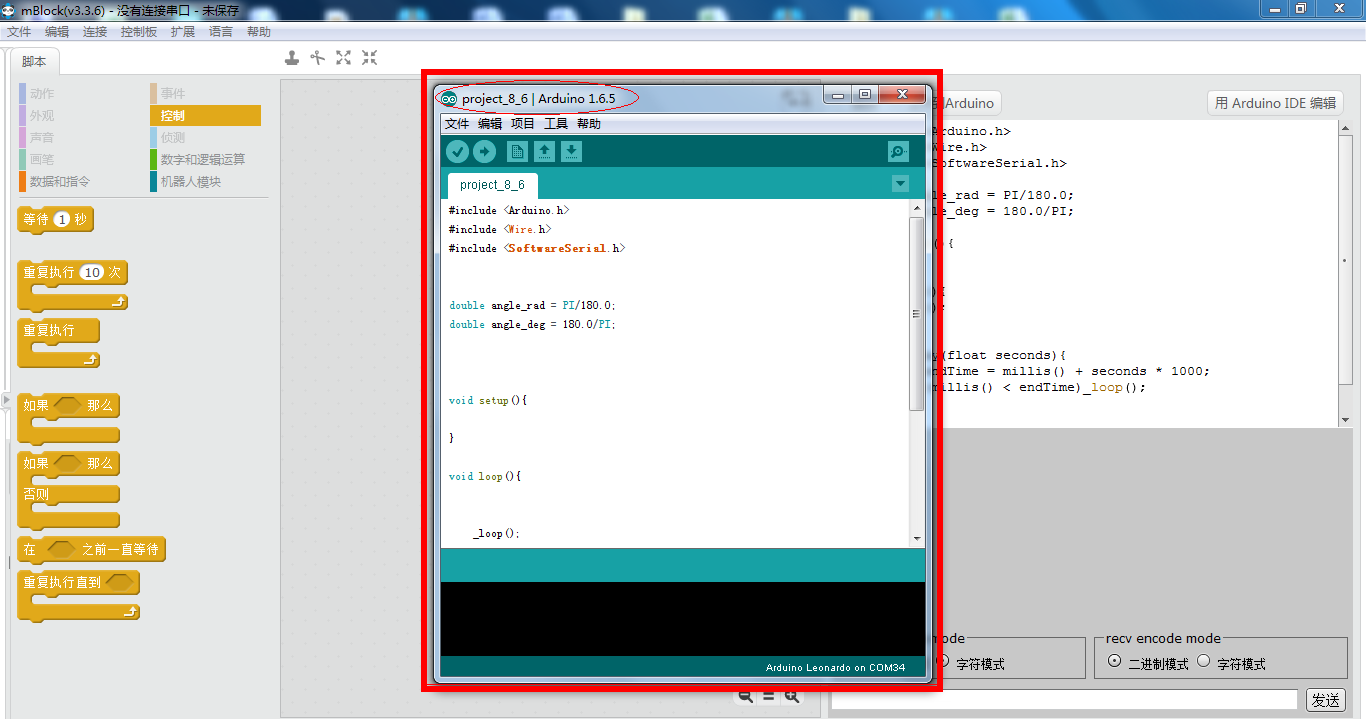 mBlock(v3.3.6) - 没有连接串口 - 未保存
文件 编辑 连接 控制板 扩展 语言 帮助
脚本
动作 事件
外观 控制
声音 侦测
画笔 数字和逻辑运算
数据和指令 机器人模块
等待 1 秒
重复执行 10 次
重复执行
如果 那么
如果 那么
否则
在 之前一直等待
重复执行直到
project_8_6 | Arduino 1.6.5
文件 编辑 项目 工具 帮助
project_8_6
#include <Arduino.h>
#include <Wire.h>
#include <SoftwareSerial.h>
double angle_rad = PI/180.0;
double angle_deg = 180.0/PI;
void setup(){
}
void loop(){
_loop();
Arduino Leonardo on COM34
Arduino
用 Arduino IDE 编辑
rduino.h>
ire.h>
SoftwareSerial.h>
le_rad = PI/180.0;
le_deg = 180.0/PI;
(){
){
);
y(float seconds){
ndTime = millis() + seconds * 1000;
millis() < endTime)_loop();
mode
字符模式
recv encode mode
二进制模式 字符模式
发送